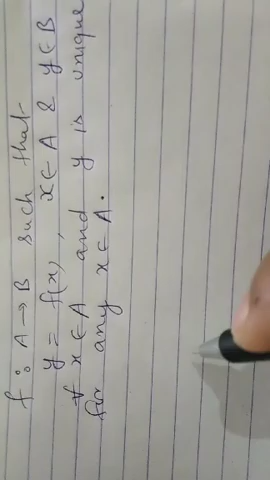 f : A → B such that
y = f(x), x ∈ A & y ∈ B
∀ x ∈ A and y is unique
for any x ∈ A.